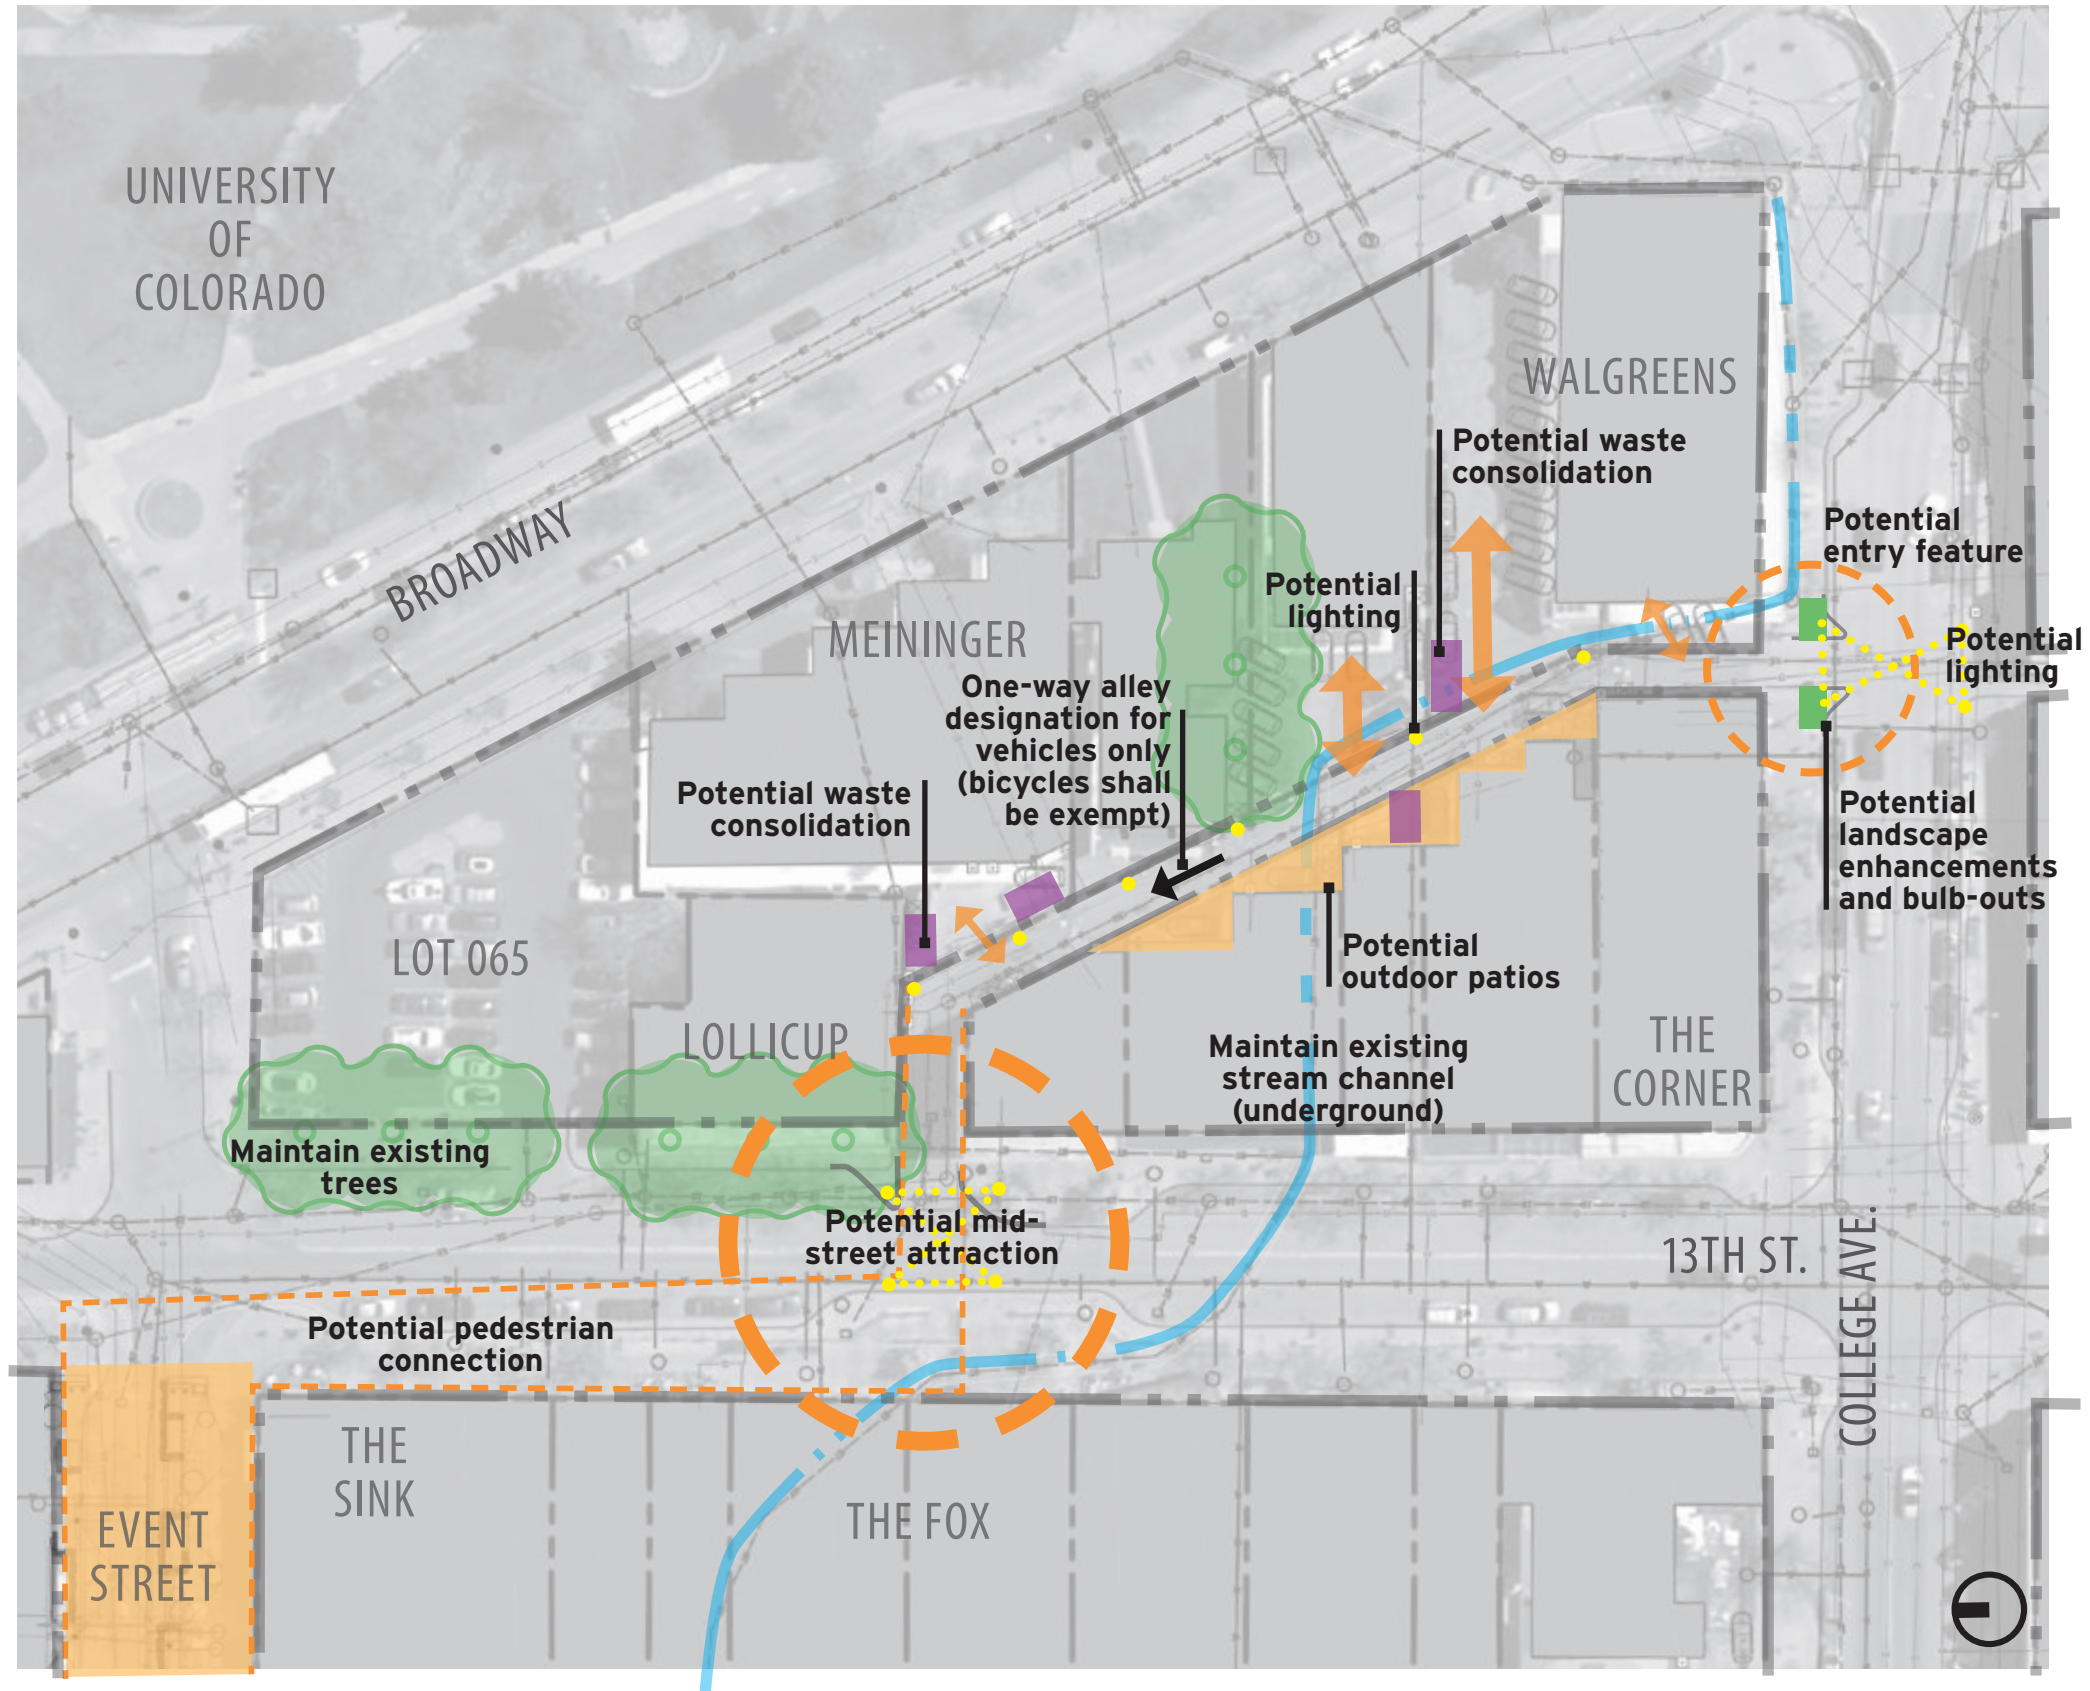 UNIVERSITY
OF
COLORADO
WALGREENS
Potential waste
consolidation
BROADWAY
Potential
entry feature
Potential
lighting
MEININGER
Potential
lighting
One-way alley
designation for
vehicles only
(bicycles shall
be exempt)
Potential waste
consolidation
Potential
landscape
enhancements
and bulb-outs
LOT 065
Potential
outdoor patios
LOLLICUP
Maintain existing
stream channel
(underground)
THE
CORNER
Maintain existing
trees
Potential mid-
street attraction
13TH ST.
COLLEGE AVE.
Potential pedestrian
connection
THE
SINK
THE FOX
EVENT
STREET